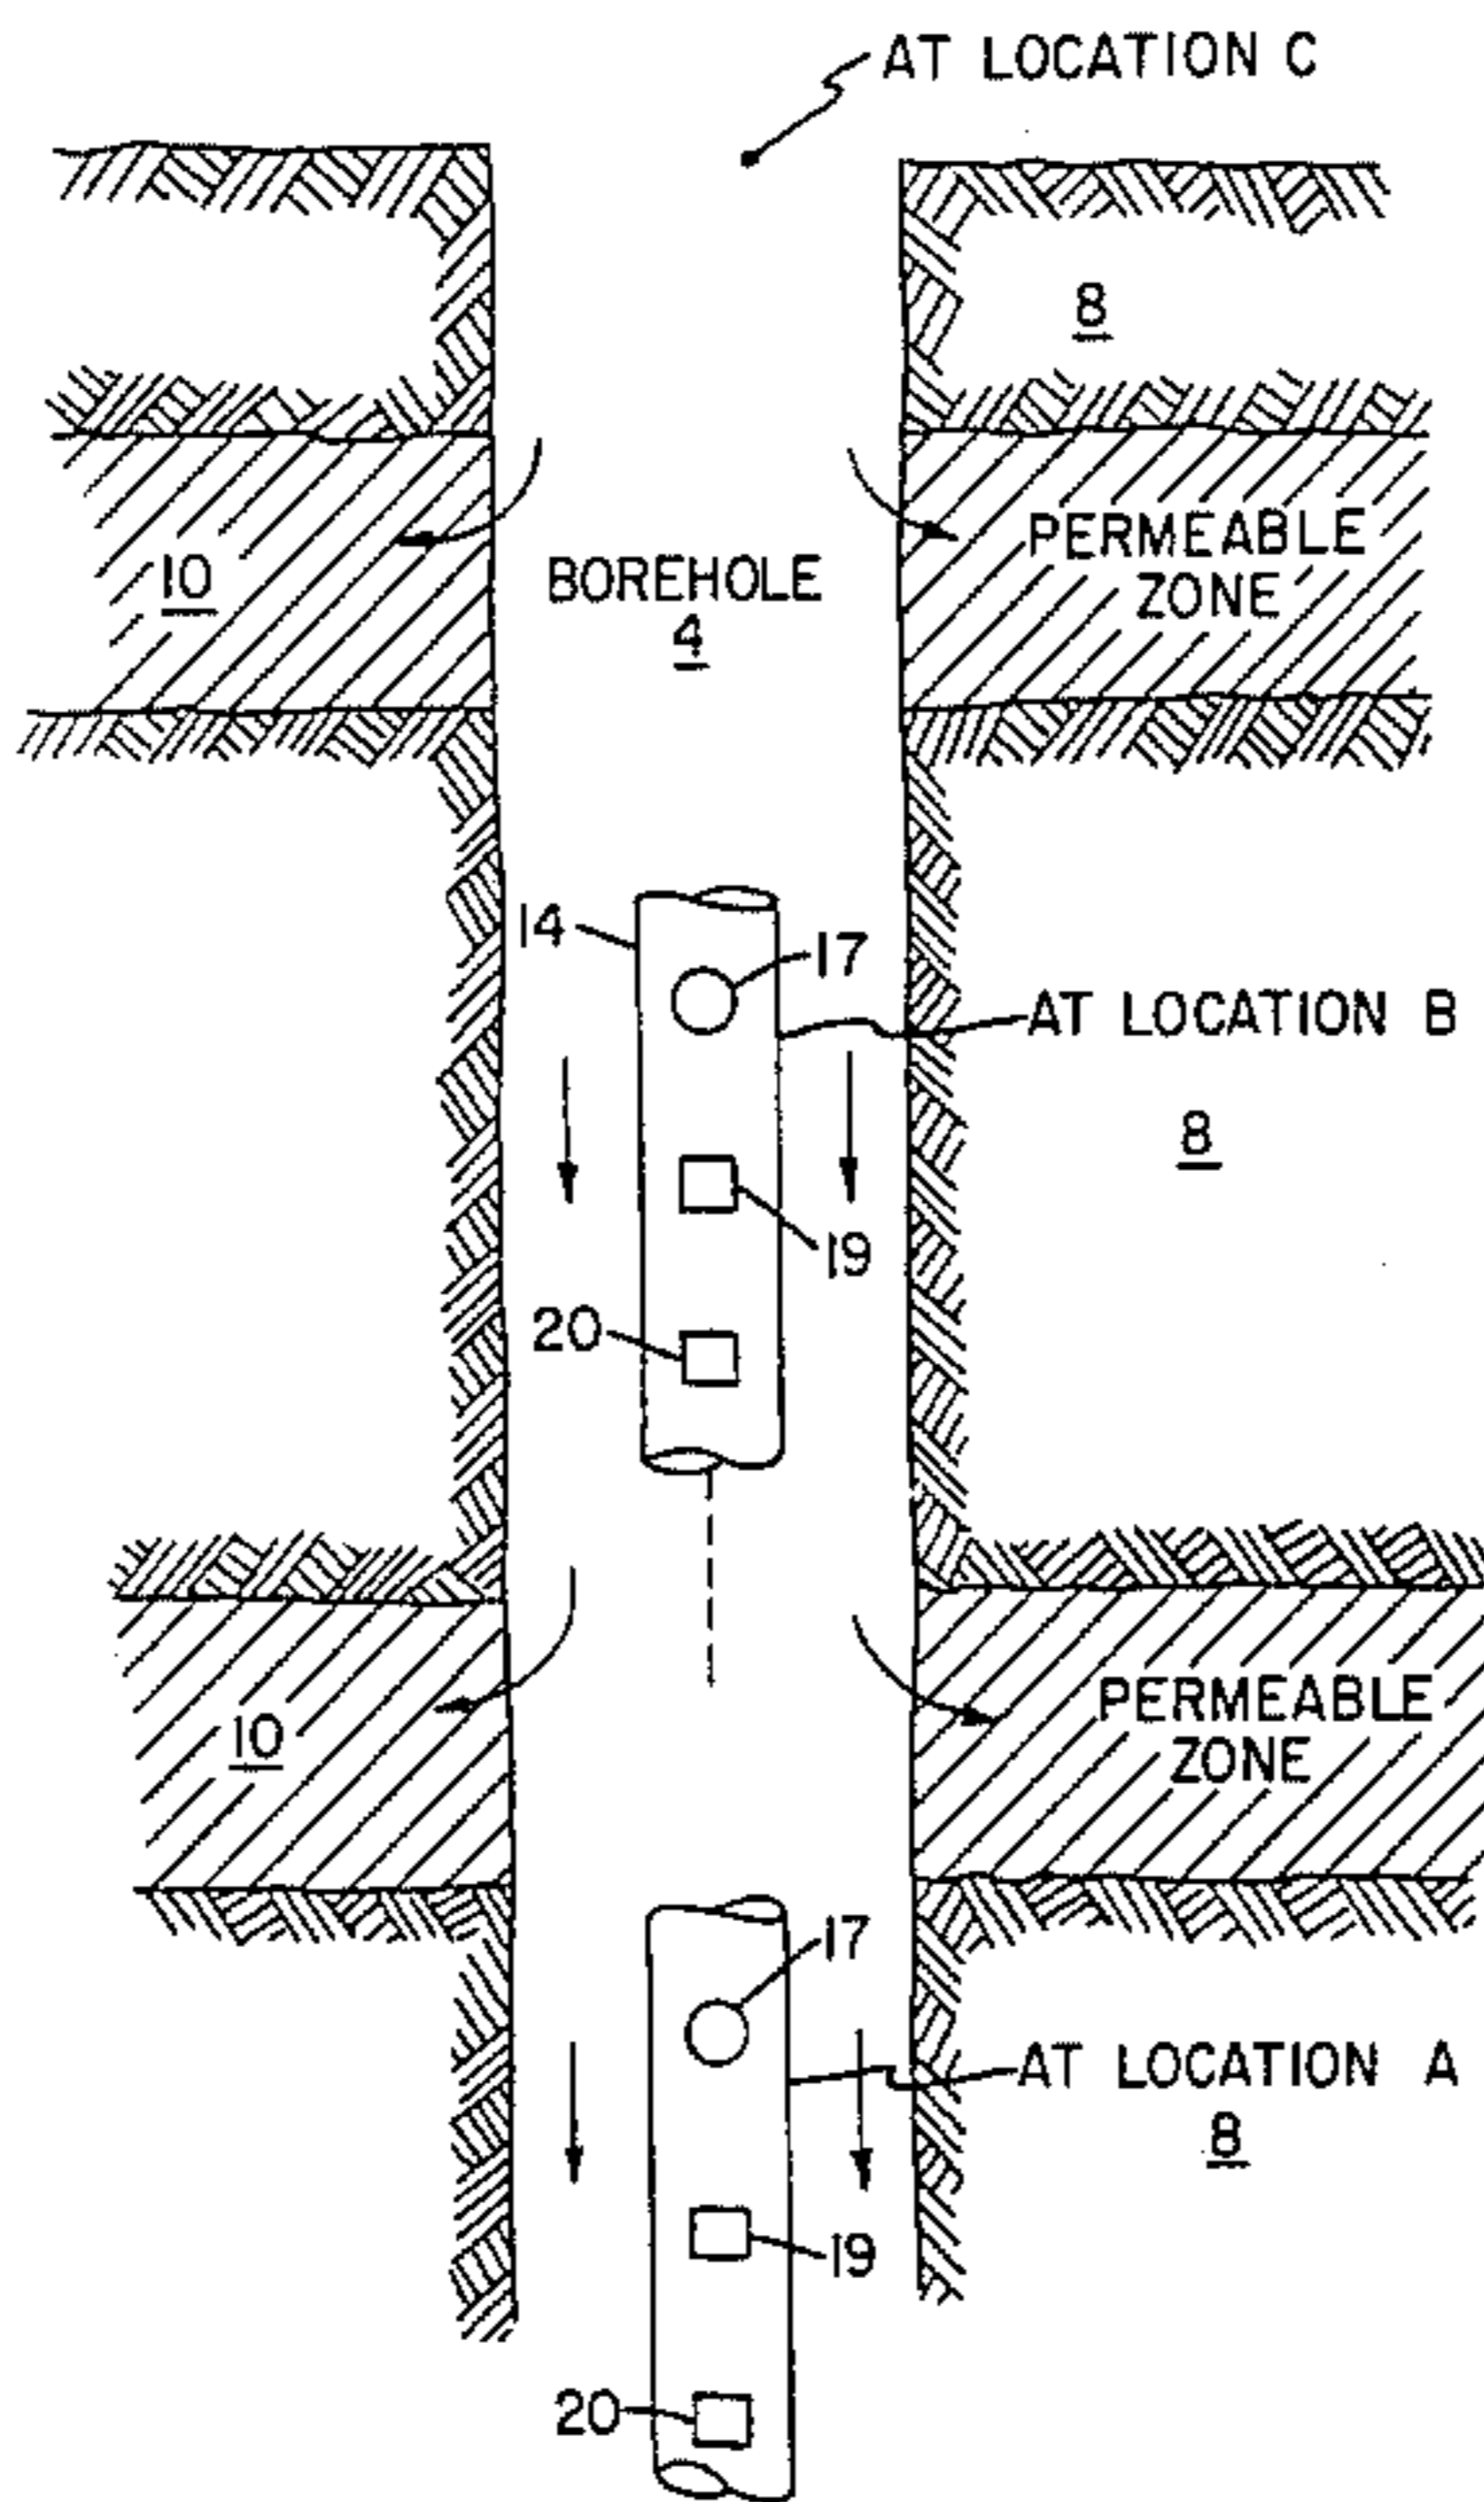 AT LOCATION C
8
10
BOREHOLE
4
PERMEABLE
ZONE
14
17
AT LOCATION B
8
19
20
10
PERMEABLE
ZONE
17
AT LOCATION A
8
19
20